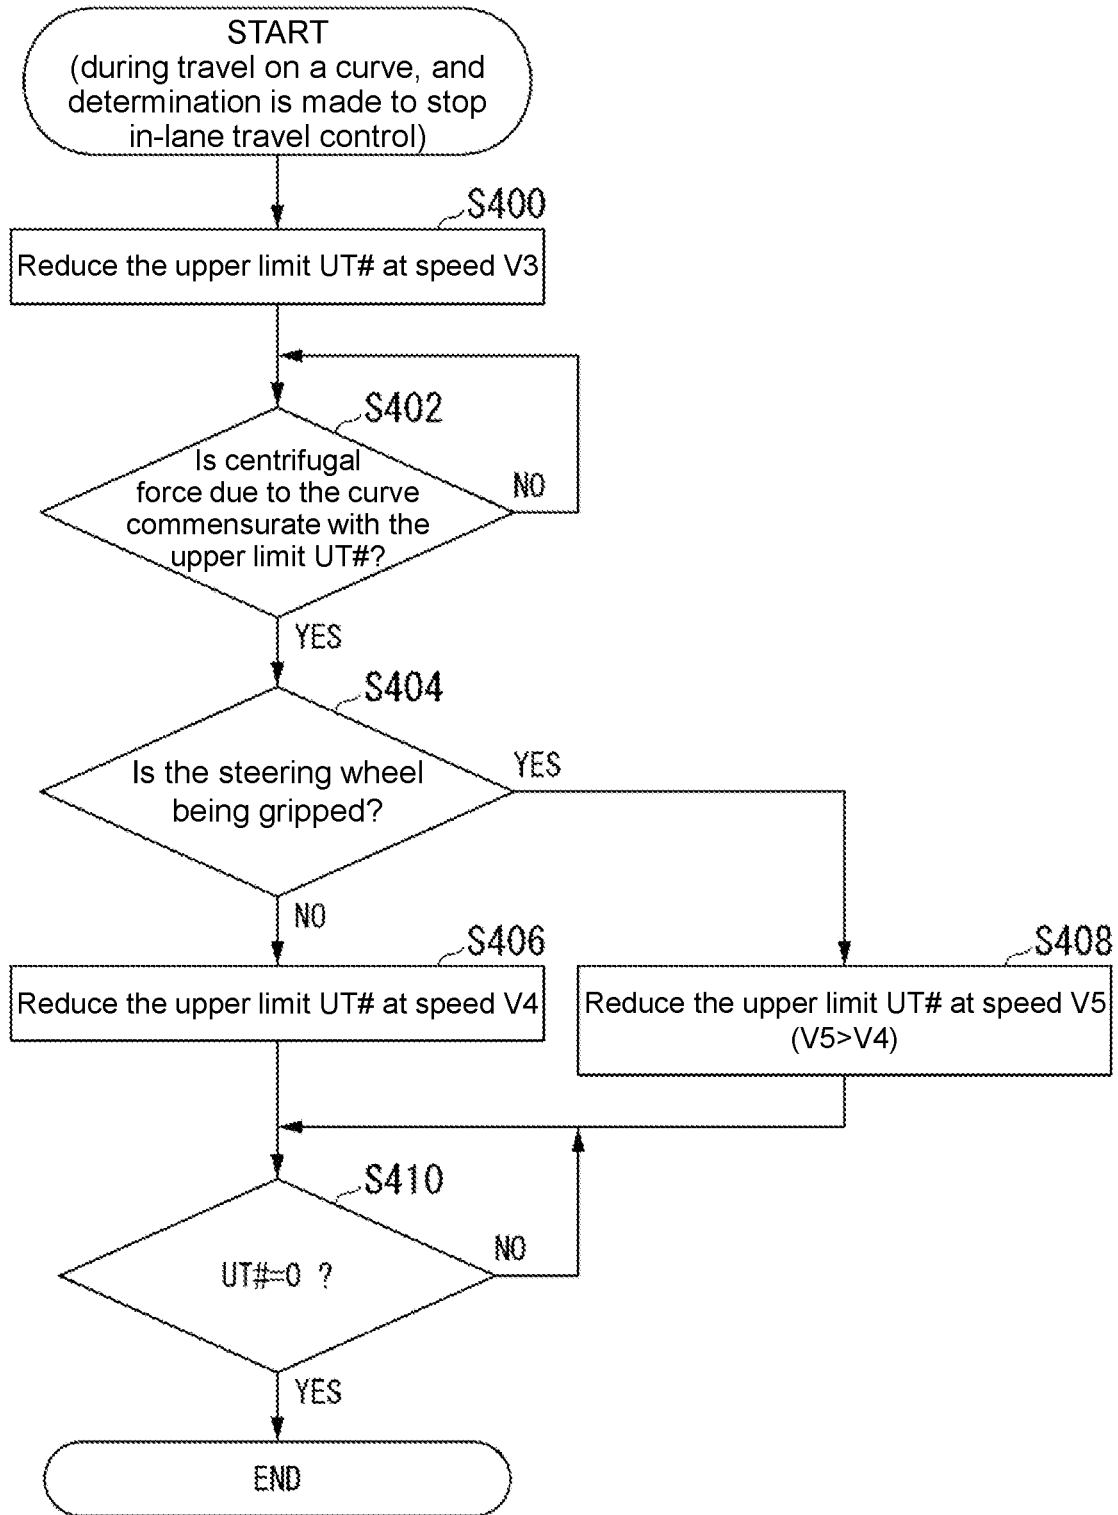 START
(during travel on a curve, and
determination is made to stop
in-lane travel control)
S400
Reduce the upper limit UT# at speed V3
S402
Is centrifugal
force due to the curve
commensurate with the
upper limit UT#?
NO
YES
S404
Is the steering wheel
being gripped?
YES
NO
S406
Reduce the upper limit UT# at speed V4
S408
Reduce the upper limit UT# at speed V5
(V5>V4)
S410
UT#=0 ?
NO
YES
END